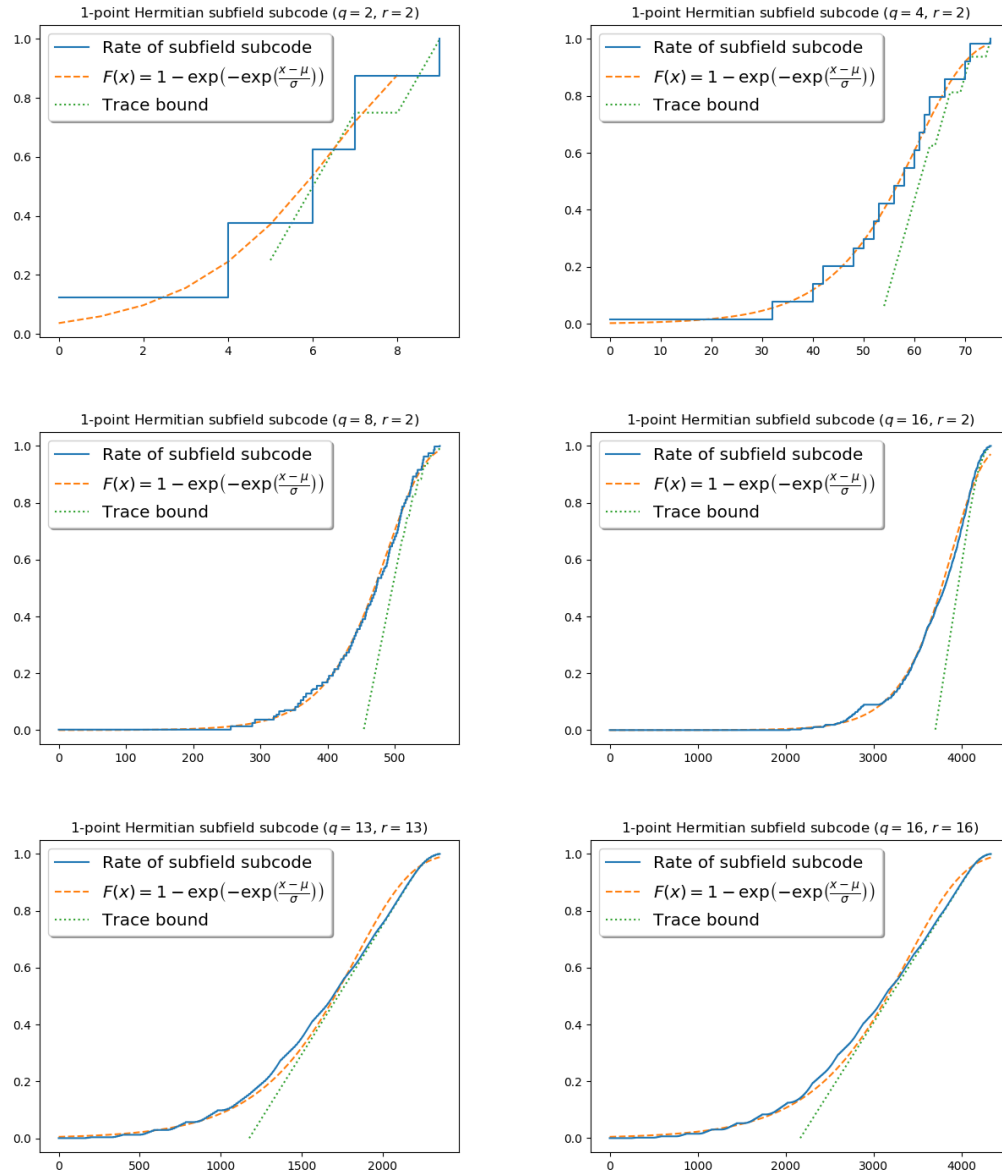 1-point Hermitian subfield subcode (q = 2, r = 2)
Rate of subfield subcode
F(x) = 1 − exp(−exp(\frac{x−μ}{σ}))
Trace bound
1.0
0.8
0.6
0.4
0.2
0.0
0 2 4 6 8
1-point Hermitian subfield subcode (q = 4, r = 2)
Rate of subfield subcode
F(x) = 1 − exp(−exp(\frac{x−μ}{σ}))
Trace bound
1.0
0.8
0.6
0.4
0.2
0.0
0 10 20 30 40 50 60 70
1-point Hermitian subfield subcode (q = 8, r = 2)
Rate of subfield subcode
F(x) = 1 − exp(−exp(\frac{x−μ}{σ}))
Trace bound
1.0
0.8
0.6
0.4
0.2
0.0
0 100 200 300 400 500
1-point Hermitian subfield subcode (q = 16, r = 2)
Rate of subfield subcode
F(x) = 1 − exp(−exp(\frac{x−μ}{σ}))
Trace bound
1.0
0.8
0.6
0.4
0.2
0.0
0 1000 2000 3000 4000
1-point Hermitian subfield subcode (q = 13, r = 13)
Rate of subfield subcode
F(x) = 1 − exp(−exp(\frac{x−μ}{σ}))
Trace bound
1.0
0.8
0.6
0.4
0.2
0.0
0 500 1000 1500 2000
1-point Hermitian subfield subcode (q = 16, r = 16)
Rate of subfield subcode
F(x) = 1 − exp(−exp(\frac{x−μ}{σ}))
Trace bound
1.0
0.8
0.6
0.4
0.2
0.0
0 1000 2000 3000 4000